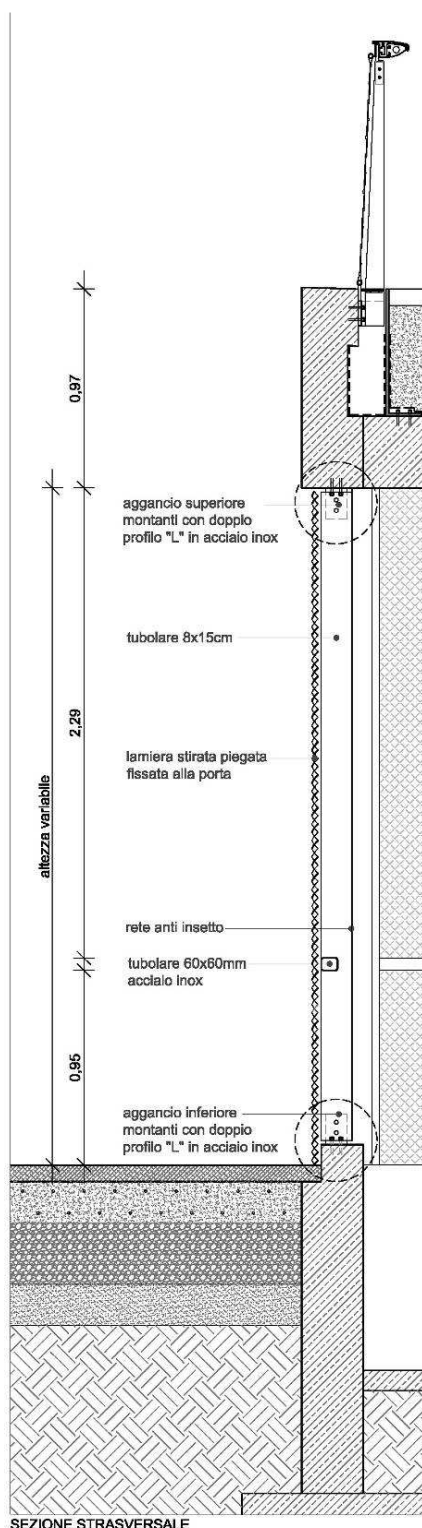 0,97
aggancio superiore
montanti con doppio
profilo "L" in acciaio inox
tubolare 8x15cm
2,29
lamiera stirata piegata
fissata alla porta
altezza variabile
rete anti insetto
tubolare 60x60mm
acciaio inox
0,95
aggancio inferiore
montanti con doppio
profilo "L" in acciaio inox
SEZIONE STRASVERSALE